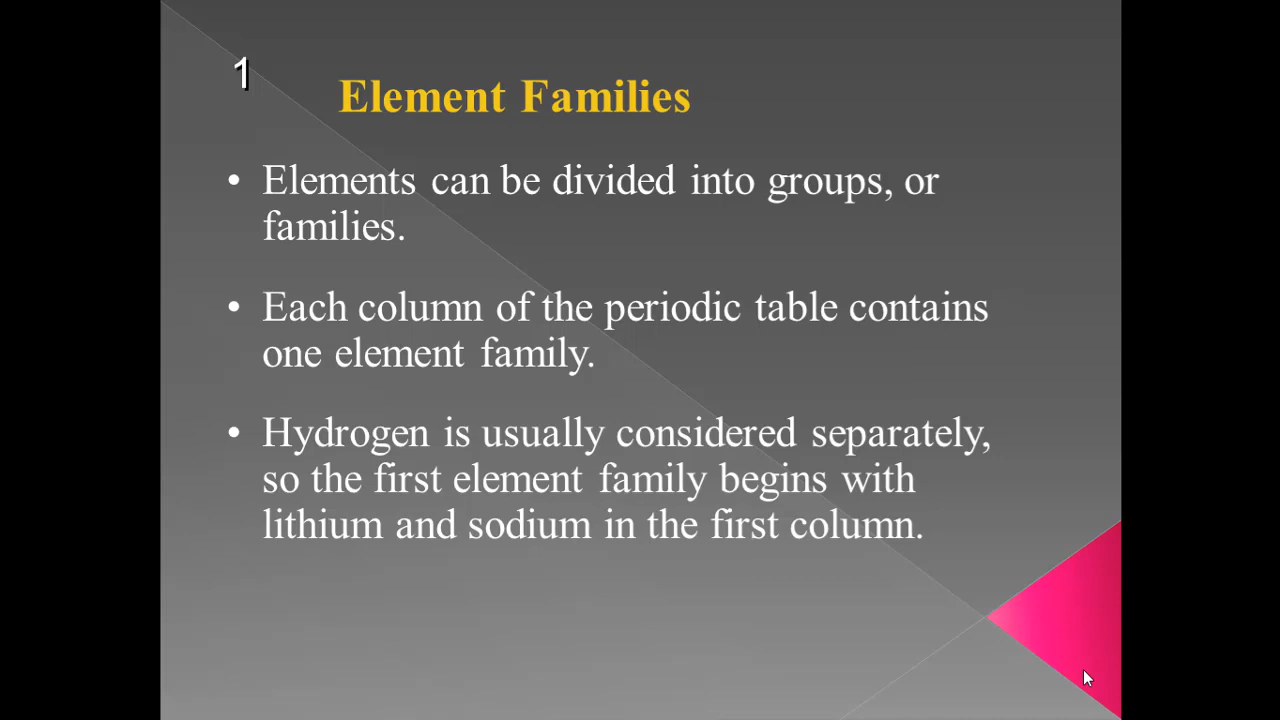 1
Element Families
• Elements can be divided into groups, or
families.
• Each column of the periodic table contains
one element family.
• Hydrogen is usually considered separately,
so the first element family begins with
lithium and sodium in the first column.